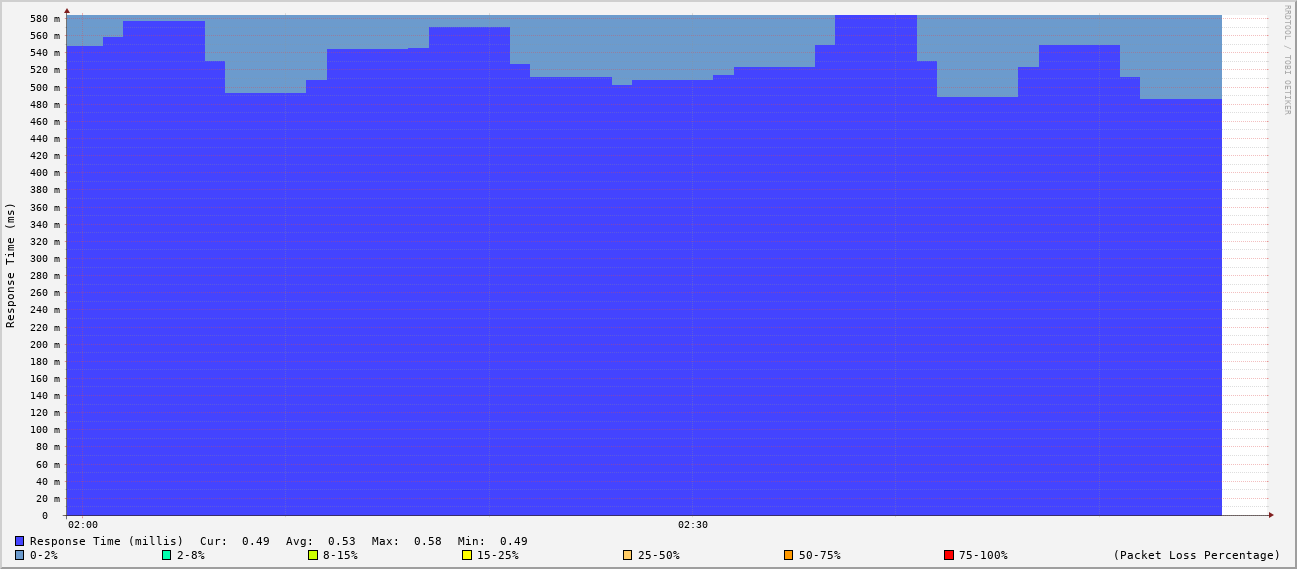 RRDTOOL / TOBI OETIKER
Response Time (ms)
580 m
560 m
540 m
520 m
500 m
480 m
460 m
440 m
420 m
400 m
380 m
360 m
340 m
320 m
300 m
280 m
260 m
240 m
220 m
200 m
180 m
160 m
140 m
120 m
100 m
80 m
60 m
40 m
20 m
0
02:00 02:30
Response Time (millis) Cur: 0.49 Avg: 0.53 Max: 0.58 Min: 0.49
0-2% 2-8% 8-15% 15-25% 25-50% 50-75% 75-100% (Packet Loss Percentage)